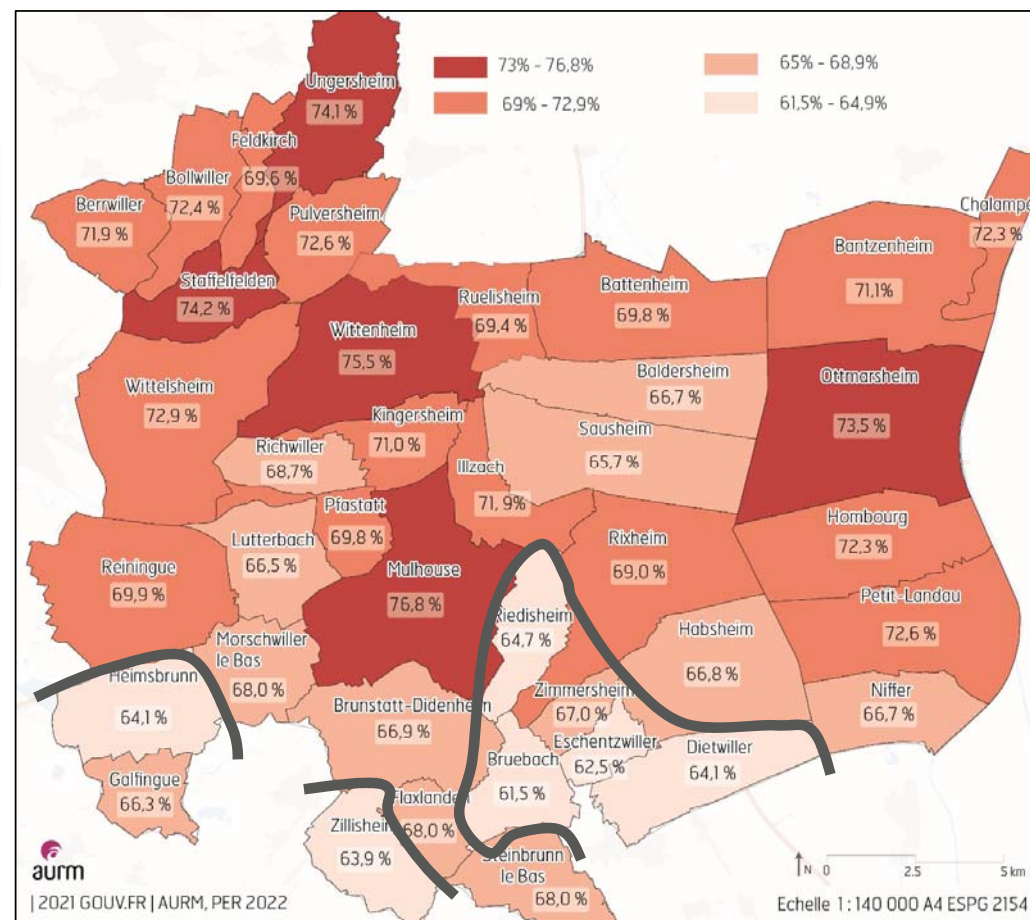 73% - 76,8%
65% - 68,9%
69% - 72,9%
61,5% - 64,9%
Ungersheim
74,1 %
Feldkirch
69,6 %
Bollwiller
72,4 %
Berrwiller
71,9 %
Pulversheim
72,6 %
Staffelfelden
74,2 %
Chalampé
72,3 %
Bantzenheim
71,1%
Battenheim
69,8 %
Ruelisheim
69,4 %
Wittenheim
75,5 %
Wittelsheim
72,9 %
Baldersheim
66,7 %
Ottmarsheim
73,5 %
Kingersheim
71,0 %
Sausheim
65,7 %
Richwiller
68,7%
Illzach
71,9%
Pfastatt
69,8 %
Lutterbach
66,5 %
Hombourg
72,3 %
Rixheim
69,0 %
Reiningue
69,9 %
Mulhouse
76,8 %
Petit-Landau
72,6 %
Riedisheim
64,7 %
Habsheim
66,8 %
Morschwiller
le Bas
68,0 %
Heimsbrunn
64,1 %
Zimmersheim
67,0 %
Niffer
66,7 %
Brunstatt-Didenheim
66,9 %
Eschentzwiller
62,5 %
Dietwiller
64,1 %
Bruebach
61,5 %
Galfingue
66,3 %
Flaxlanden
68,0 %
Zillisheim
63,9 %
Steinbrunn
le Bas
68,0 %
aurm
| 2021 GOUV.FR | AURM, PER 2022
N 0 2.5 5 km
Echelle 1 : 140 000 A4 ESPG 2154